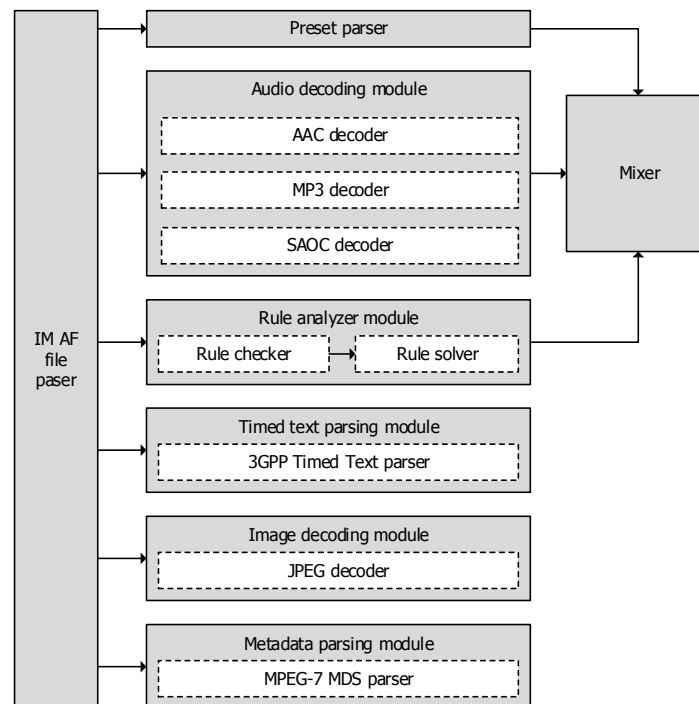 IM AF
file
paser
Preset parser
Audio decoding module
AAC decoder
MP3 decoder
SAOC decoder
Mixer
Rule analyzer module
Rule checker
Rule solver
Timed text parsing module
3GPP Timed Text parser
Image decoding module
JPEG decoder
Metadata parsing module
MPEG-7 MDS parser